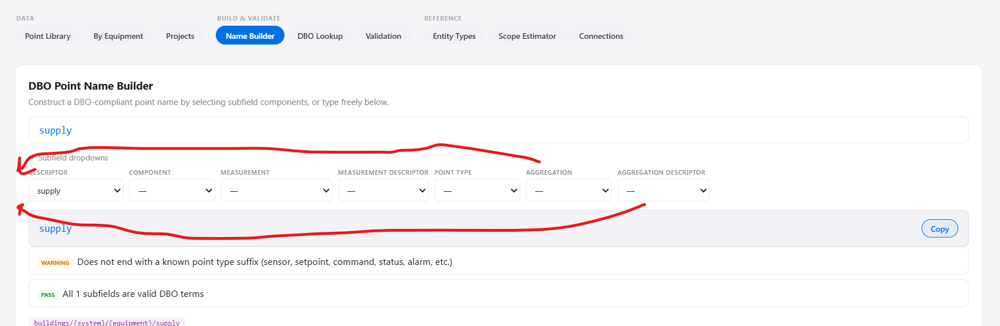 DATA
BUILD & VALIDATE
REFERENCE
Point Library
By Equipment
Projects
Name Builder
DBO Lookup
Validation
Entity Types
Scope Estimator
Connections
DBO Point Name Builder
Construct a DBO-compliant point name by selecting subfield components, or type freely below.
supply
Subfield dropdowns
DESCRIPTOR
COMPONENT
MEASUREMENT
MEASUREMENT DESCRIPTOR
POINT TYPE
AGGREGATION
AGGREGATION DESCRIPTOR
supply
—
—
—
—
—
—
supply
Copy
WARNING Does not end with a known point type suffix (sensor, setpoint, command, status, alarm, etc.)
PASS All 1 subfields are valid DBO terms
buildings/{system}/{equipment}/supply